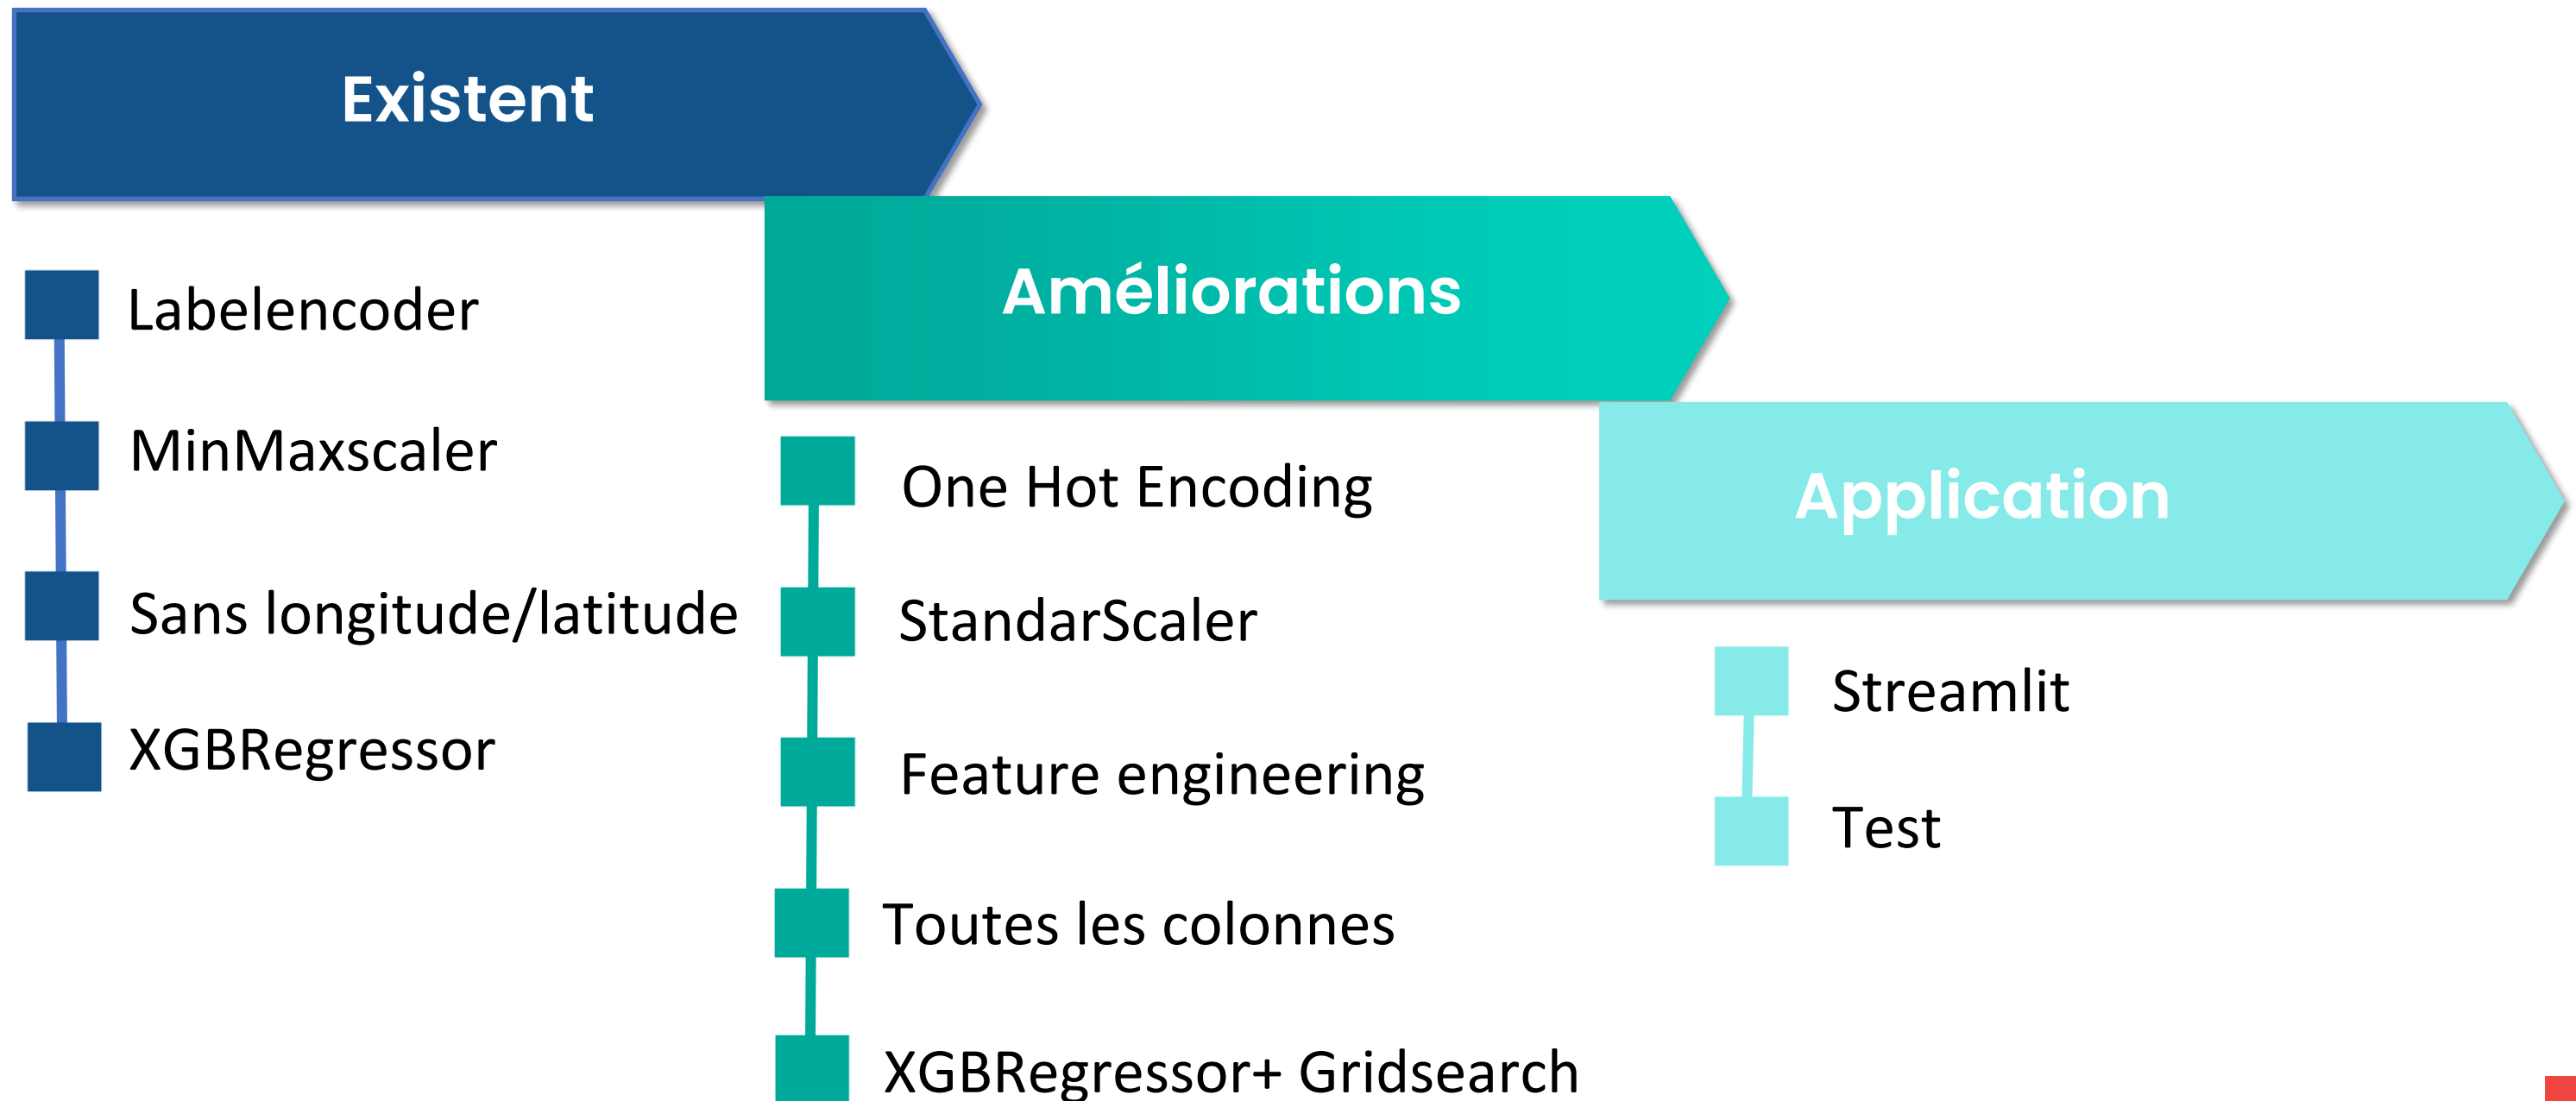 Existent
Labelencoder
MinMaxscaler
Sans longitude/latitude
XGBRegressor
Améliorations
One Hot Encoding
StandarScaler
Feature engineering
Toutes les colonnes
XGBRegressor+ Gridsearch
Application
Streamlit
Test